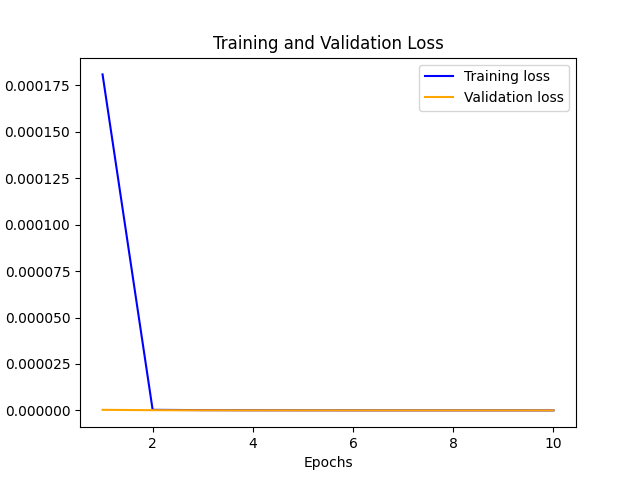 Training and Validation Loss
Training loss
Validation loss
0.000175
0.000150
0.000125
0.000100
0.000075
0.000050
0.000025
0.000000
2 4 6 8 10
Epochs